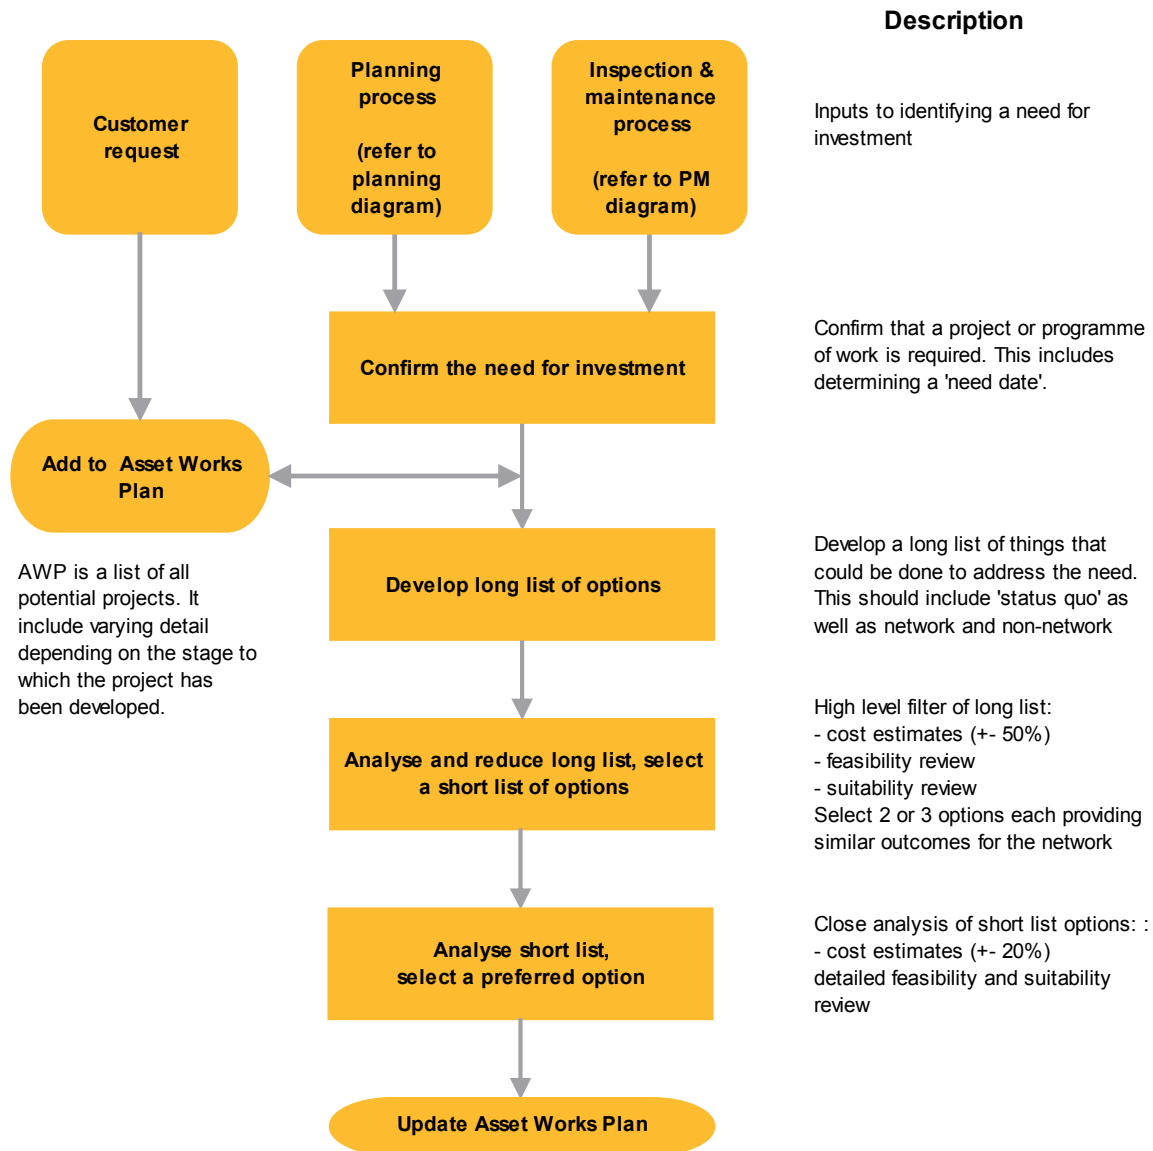 Description
Customer
request
Planning
process
(refer to
planning
diagram)
Inspection &
maintenance
process
(refer to PM
diagram)
Inputs to identifying a need for
investment
Confirm the need for investment
Confirm that a project or programme
of work is required. This includes
determining a 'need date'.
Add to Asset Works
Plan
AWP is a list of all
potential projects. It
include varying detail
depending on the stage to
which the project has
been developed.
Develop long list of options
Develop a long list of things that
could be done to address the need.
This should include 'status quo' as
well as network and non-network
Analyse and reduce long list, select
a short list of options
High level filter of long list:
- cost estimates (+- 50%)
- feasibility review
- suitability review
Select 2 or 3 options each providing
similar outcomes for the network
Analyse short list,
select a preferred option
Close analysis of short list options: :
- cost estimates (+- 20%)
detailed feasibility and suitability
review
Update Asset Works Plan